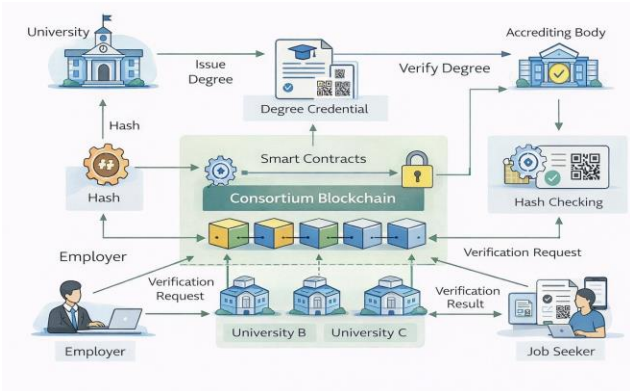 University
Accrediting Body
Issue
Degree
Verify Degree
Degree Credential
Hash
Smart Contracts
Hash
Consortium Blockchain
Hash Checking
Employer
Verification Request
Verification
Request
Verification
Result
University B
University C
Employer
Job Seeker